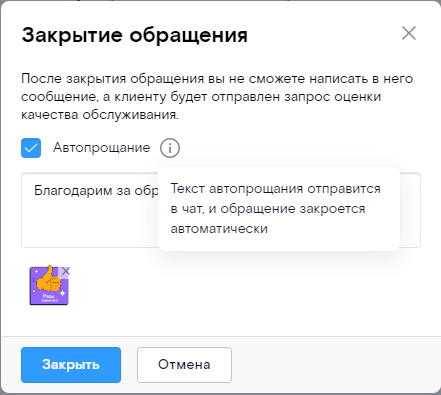 Закрытие обращения
После закрытия обращения вы не сможете написать в него
сообщение, а клиенту будет отправлен запрос оценки
качества обслуживания.
Автопрощание
Благодарим за обр
Текст автопрощания отправится
в чат, и обращение закроется
автоматически
Рады
Закрыть
Отмена